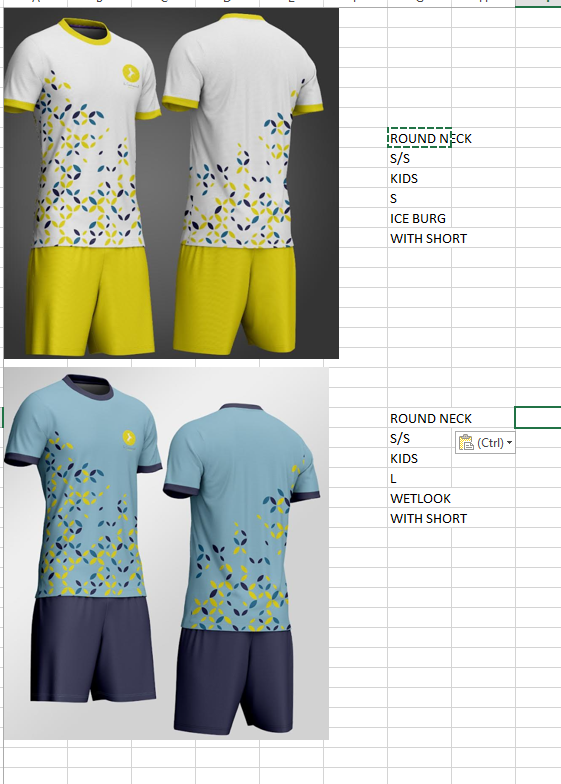 ROUND NECK
S/S
KIDS
S
ICE BURG
WITH SHORT
ROUND NECK
S/S
(Ctrl)
KIDS
L
WETLOOK
WITH SHORT